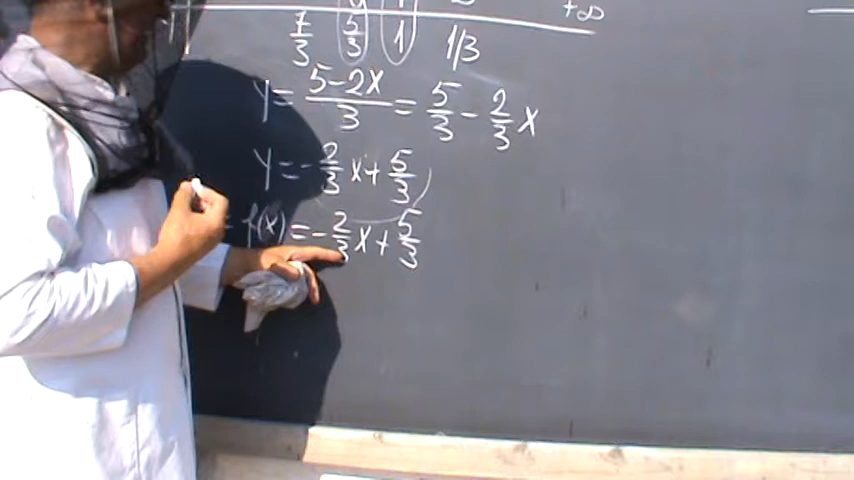 +∞
7/3 5/3 1 1/3
y = (5-2x)/3 = 5/3 - 2/3 x
y = -2/3 x + 5/3
f(x) = -2/3 x + 5/3